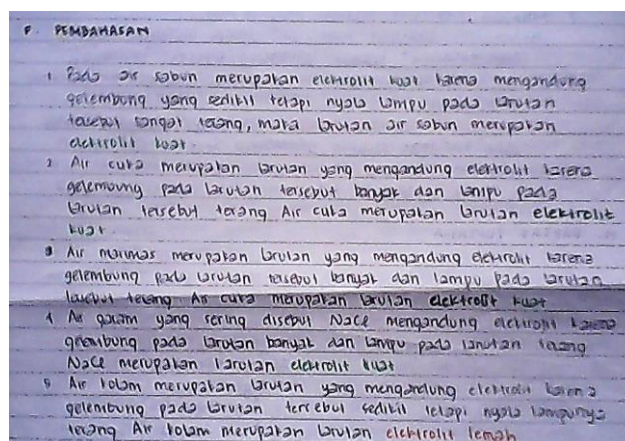 F. PEMBAHASAN
1 Pada air sabun merupakan elektrolit kuat karena mengandung
gelembung yang sedikit tetapi nyala lampu pada larutan
tersebut sangat terang, maka larutan air sabun merupakan
elektrolit kuat.
2 Air cuka merupakan larutan yang mengandung elektrolit karena
gelembung pada larutan tersebut banyak dan lampu pada
larutan tersebut terang Air cuka merupakan larutan elektrolit
kuat.
3 Air marimas merupakan larutan yang mengandung elektrolit karena
gelembung pada larutan tersebut banyak dan lampu pada larutan
tersebut terang Air cuka merupakan larutan elektrolit kuat
4 Air garam yang sering disebut NaCl mengandung elektrolit karena
gelembung pada larutan banyak dan lampu pada larutan terang
NaCl merupakan larutan elektrolit kuat
5 Air kolam merupakan larutan yang mengandung elektrolit karena
gelembung pada larutan tersebut sedikit tetapi nyala lampunya
terang Air kolam merupakan larutan elektrolit lemah